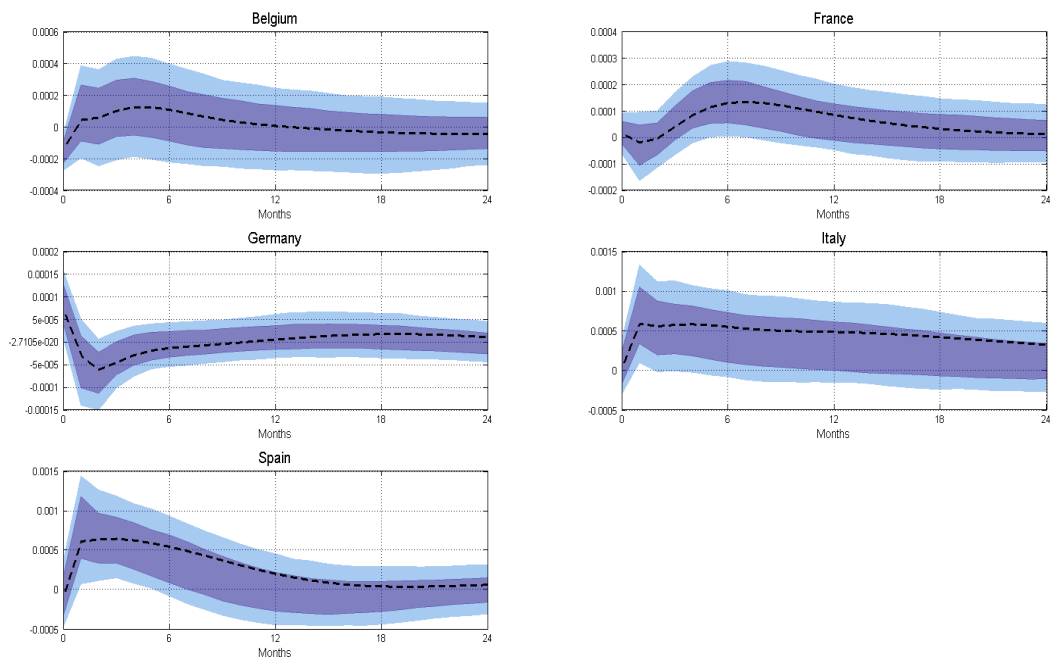 Belgium
0.0006
0.0004
0.0002
0
-0.0002
-0.0004
0 6 12 18 24
Months
France
0.0004
0.0003
0.0002
0.0001
0
-0.0001
-0.0002
0 6 12 18 24
Months
Germany
0.0002
0.00015
0.0001
5e-005
-2.7105e-020
-5e-005
-0.0001
-0.00015
0 6 12 18 24
Months
Italy
0.0015
0.001
0.0005
0
-0.0005
0 6 12 18 24
Months
Spain
0.0015
0.001
0.0005
0
-0.0005
0 6 12 18 24
Months